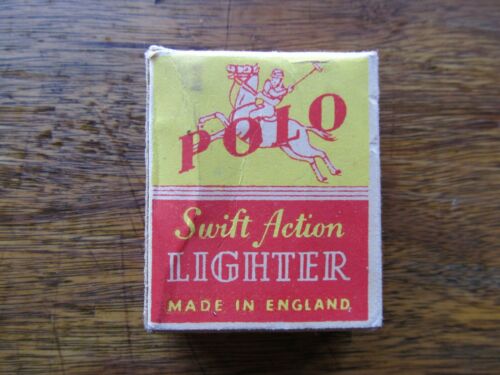 POLO
Swift Action
LIGHTER
MADE IN ENGLAND